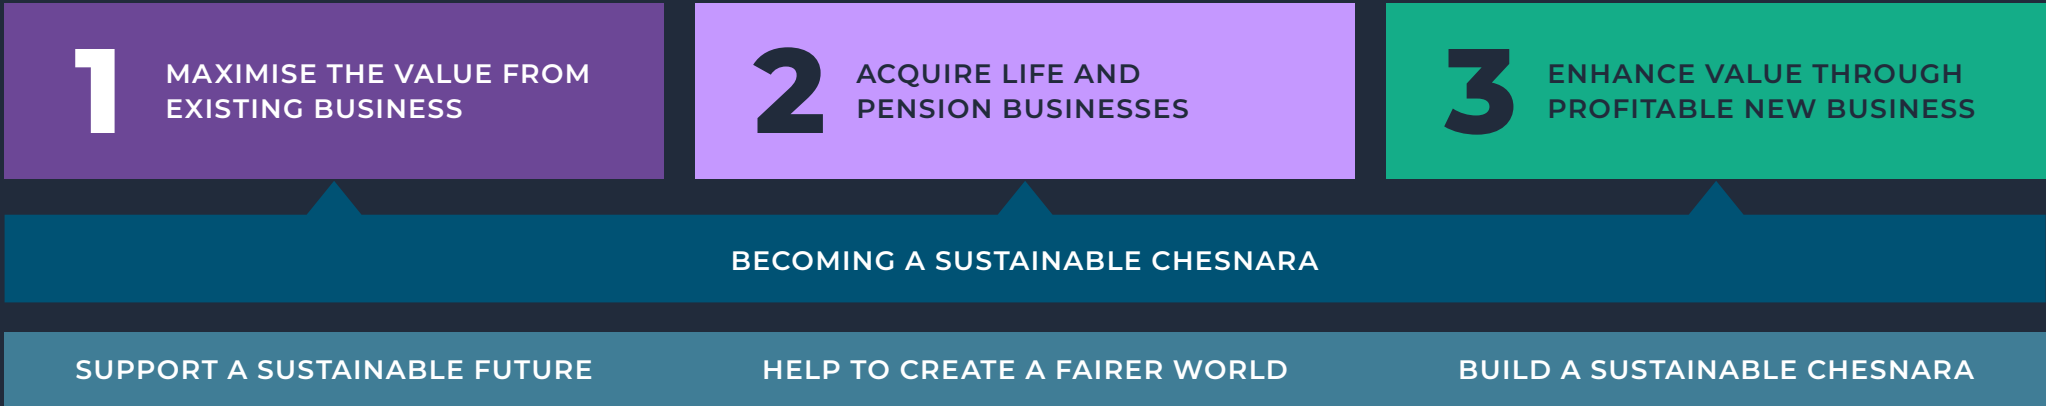 1
MAXIMISE THE VALUE FROM
EXISTING BUSINESS
2
ACQUIRE LIFE AND
PENSION BUSINESSES
3
ENHANCE VALUE THROUGH
PROFITABLE NEW BUSINESS
BECOMING A SUSTAINABLE CHESNARA
SUPPORT A SUSTAINABLE FUTURE
HELP TO CREATE A FAIRER WORLD
BUILD A SUSTAINABLE CHESNARA